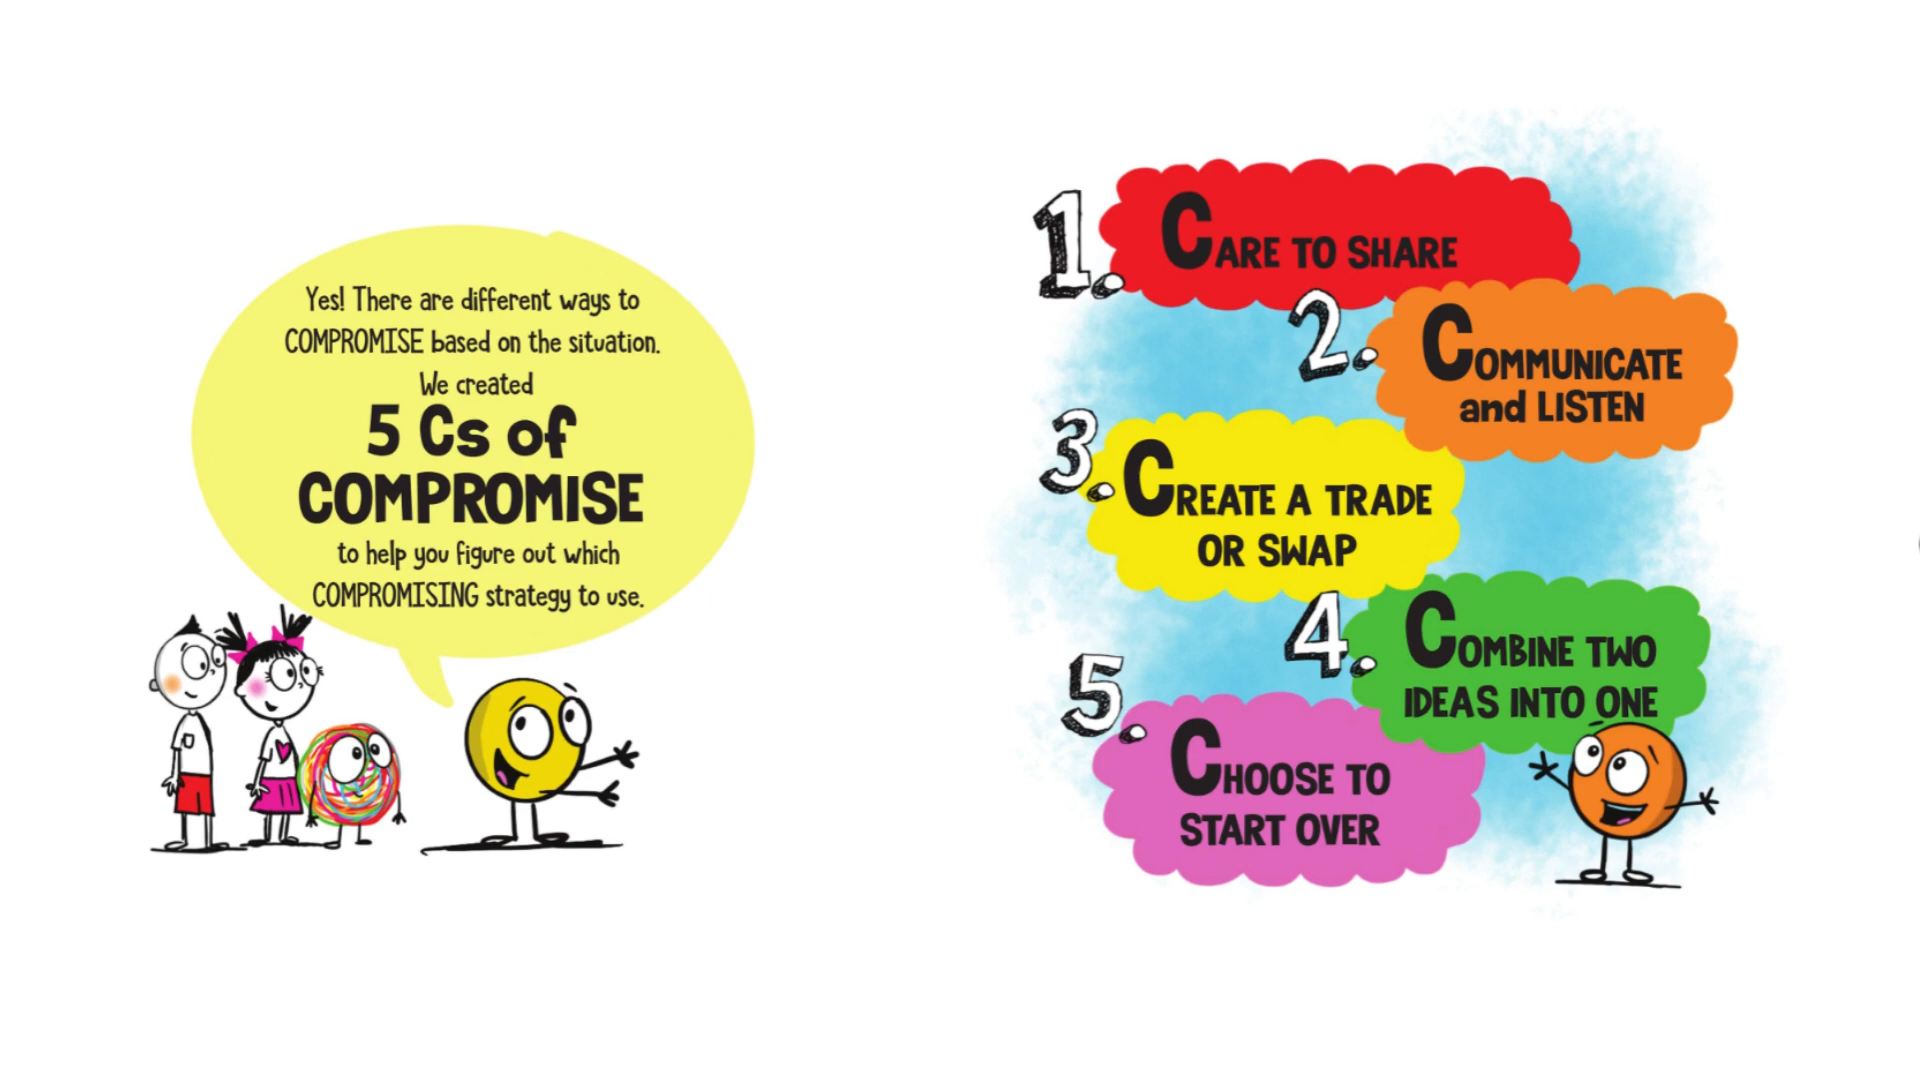 Yes! There are different ways to
COMPROMISE based on the situation.
We created
5 Cs of
COMPROMISE
to help you figure out which
COMPROMISING strategy to use.
1. CARE TO SHARE
2. COMMUNICATE
and LISTEN
3. CREATE A TRADE
OR SWAP
4. COMBINE TWO
IDEAS INTO ONE
5. CHOOSE TO
START OVER